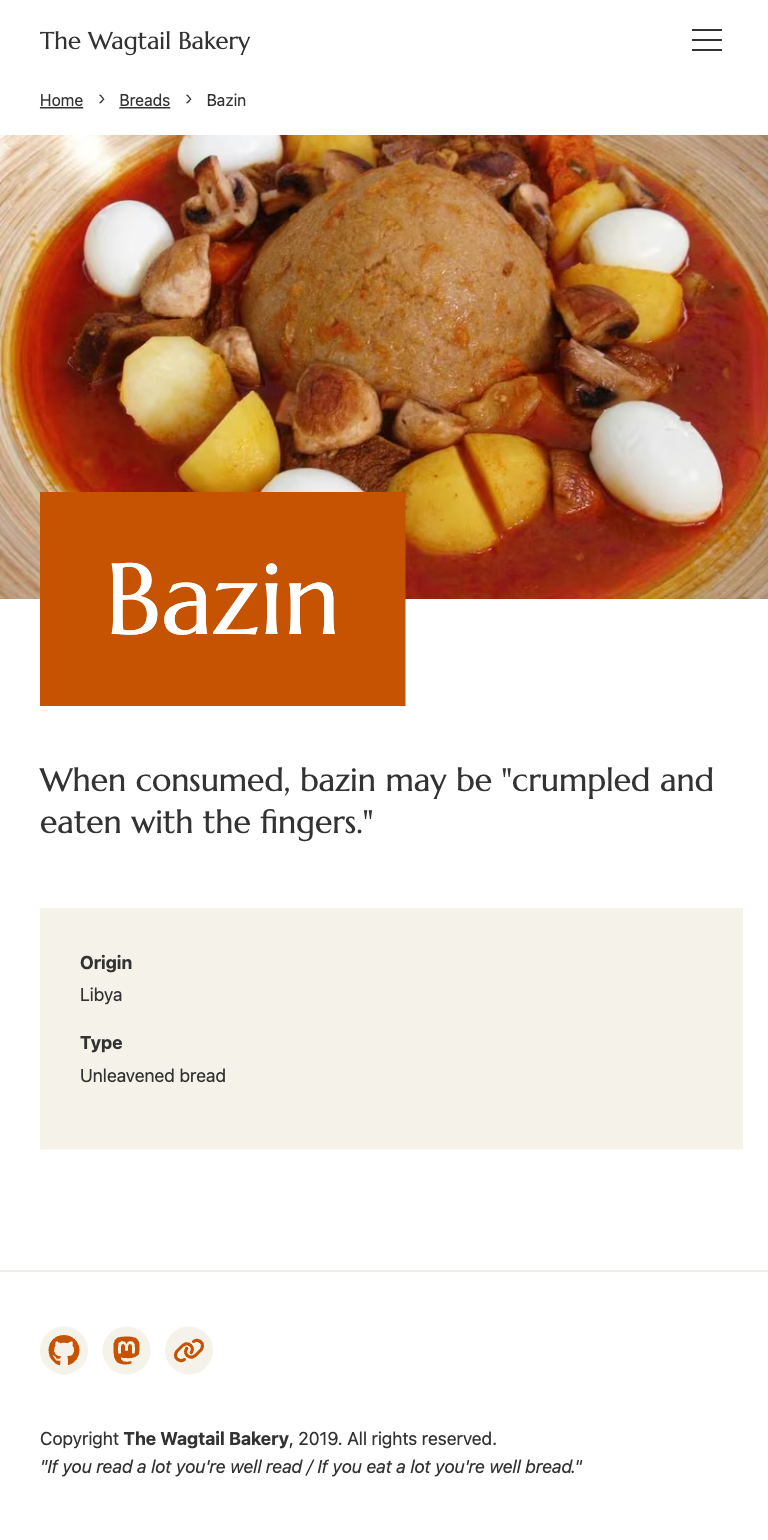 The Wagtail Bakery
Home > Breads > Bazin
Bazin
When consumed, bazin may be "crumpled and
eaten with the fingers."
Origin
Libya
Type
Unleavened bread
Copyright The Wagtail Bakery, 2019. All rights reserved.
"If you read a lot you're well read / If you eat a lot you're well bread."